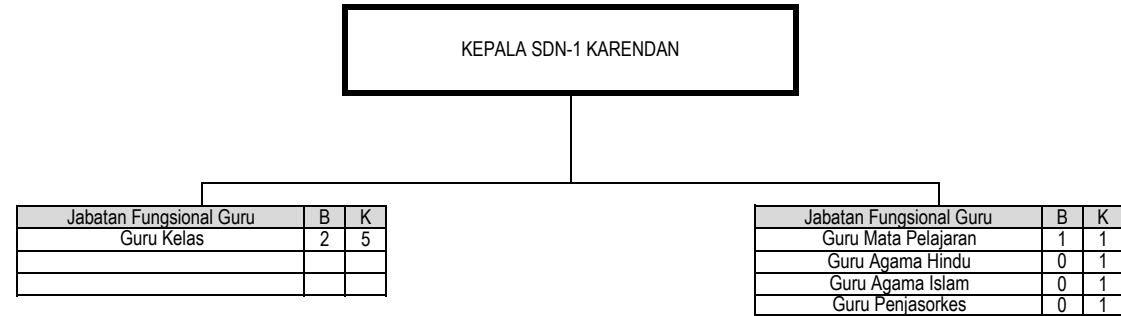 KEPALA SDN-1 KARENDAN
Jabatan Fungsional Guru B K
Guru Kelas 2 5
Jabatan Fungsional Guru B K
Guru Mata Pelajaran 1 1
Guru Agama Hindu 0 1
Guru Agama Islam 0 1
Guru Penjasorkes 0 1